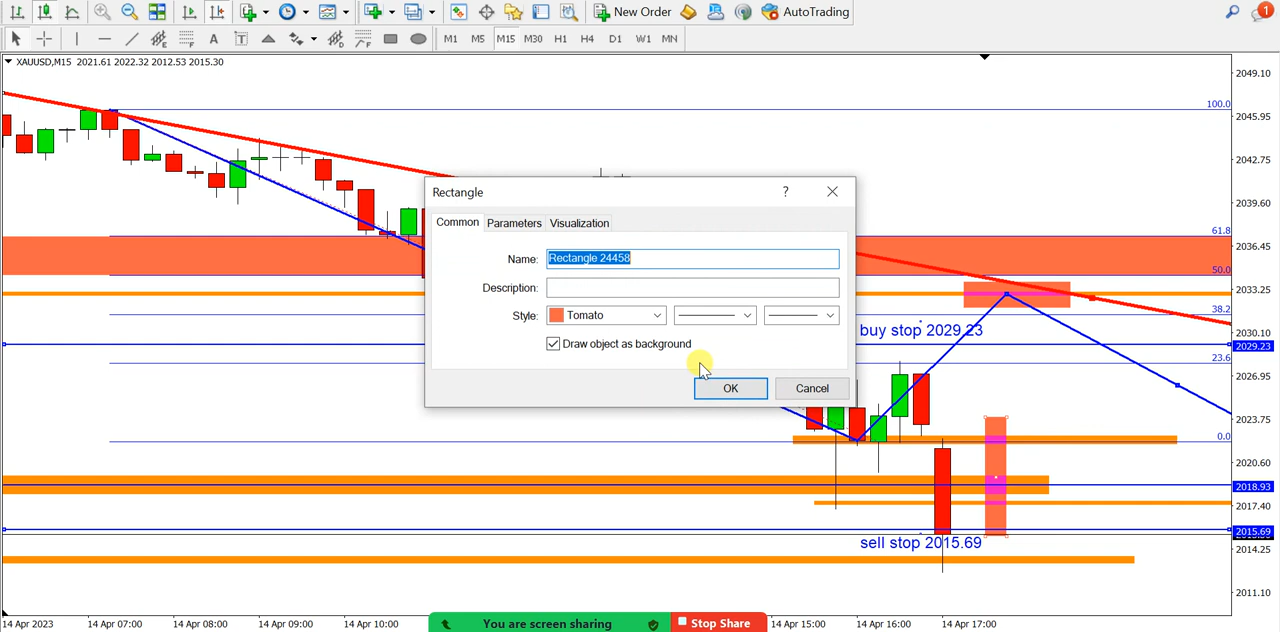 New Order
AutoTrading
1
A
T
M1 M5 M15 M30 H1 H4 D1 W1 MN
XAUUSD,M15 2021.61 2022.32 2012.53 2015.30
2049.10
100.0
2045.95
2042.75
Rectangle
?
2039.60
Common Parameters Visualization
61.8
2036.45
Name: Rectangle 24458
50.0
Description:
2033.25
38.2
Style: Tomato
buy stop 2029.23
2030.10
Draw object as background
2029.23
23.6
2026.95
OK Cancel
2023.75
0.0
2020.60
2018.93
2017.40
2015.69
sell stop 2015.69
2014.25
2011.10
14 Apr 2023 14 Apr 07:00 14 Apr 08:00 14 Apr 09:00 14 Apr 10:00 14 Apr 15:00 14 Apr 16:00 14 Apr 17:00
You are screen sharing Stop Share